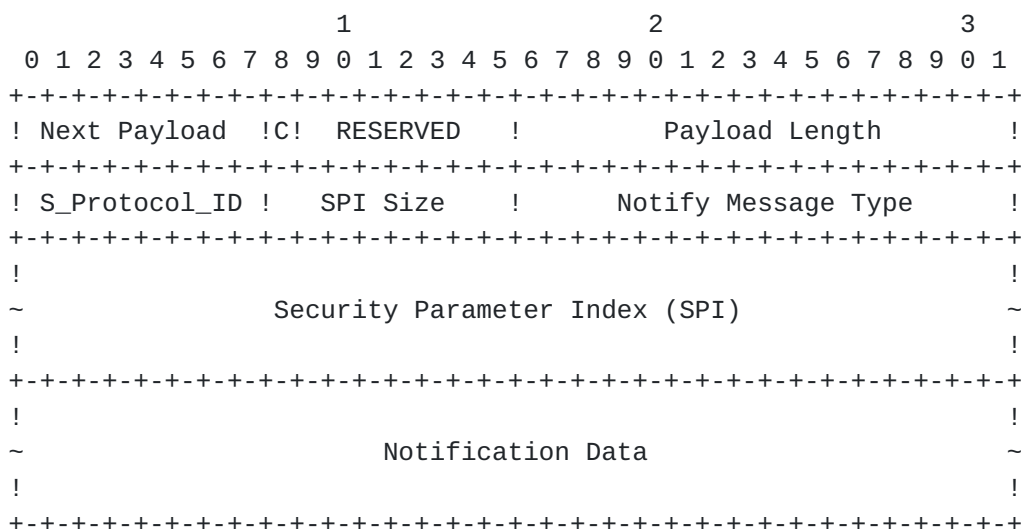 1                   2                   3
 0 1 2 3 4 5 6 7 8 9 0 1 2 3 4 5 6 7 8 9 0 1 2 3 4 5 6 7 8 9 0 1
+-+-+-+-+-+-+-+-+-+-+-+-+-+-+-+-+-+-+-+-+-+-+-+-+-+-+-+-+-+-+-+-+
! Next Payload  !C!  RESERVED   !         Payload Length        !
+-+-+-+-+-+-+-+-+-+-+-+-+-+-+-+-+-+-+-+-+-+-+-+-+-+-+-+-+-+-+-+-+
! S_Protocol_ID !   SPI Size    !      Notify Message Type      !
+-+-+-+-+-+-+-+-+-+-+-+-+-+-+-+-+-+-+-+-+-+-+-+-+-+-+-+-+-+-+-+-+
!                                                               !
~                Security Parameter Index (SPI)                 ~
!                                                               !
+-+-+-+-+-+-+-+-+-+-+-+-+-+-+-+-+-+-+-+-+-+-+-+-+-+-+-+-+-+-+-+-+
!                                                               !
~                       Notification Data                       ~
!                                                               !
+-+-+-+-+-+-+-+-+-+-+-+-+-+-+-+-+-+-+-+-+-+-+-+-+-+-+-+-+-+-+-+-+